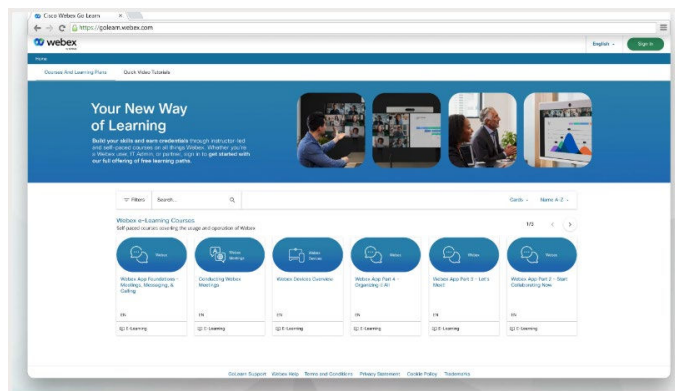 Cisco Webex Go Learn
https://golearn.webex.com
webex
by CISCO
English
Sign In
Home
Courses And Learning Plans Quick Video Tutorials
Your New Way
of Learning
Build your skills and earn credentials through instructor-led
and self-paced courses on all things Webex. Whether you're
a Webex user, IT Admin, or partner, sign in to get started with
our full offering of free learning paths.
Filters Search... Cards Name A-Z
Webex e-Learning Courses
Self-paced courses covering the usage and operation of Webex
1/3
Webex
Webex App Foundations -
Meetings, Messaging, &
Calling
EN
E-Learning
Webex
Meetings
Conducting Webex
Meetings
EN
E-Learning
Webex
Devices
Webex Devices Overview
EN
E-Learning
Webex
Webex App Part 4 -
Organizing It All
EN
E-Learning
Webex
Webex App Part 3 - Let's
Meet
EN
E-Learning
Webex
Webex App Part 2 - Start
Collaborating Now
EN
E-Learning
GoLearn Support Webex Help Terms and Conditions Privacy Statement Cookie Policy Trademarks